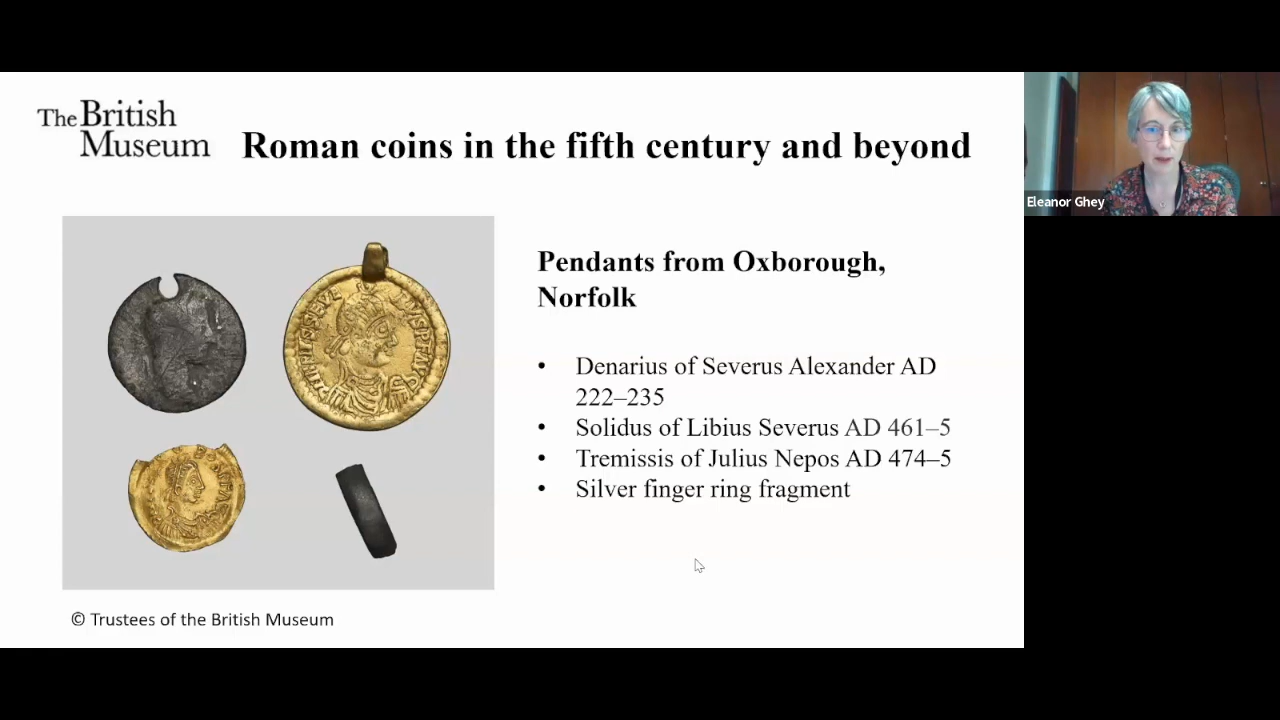 The British
Museum
Roman coins in the fifth century and beyond
Eleanor Ghey
Pendants from Oxborough,
Norfolk
• Denarius of Severus Alexander AD
222–235
• Solidus of Libius Severus AD 461–5
• Tremissis of Julius Nepos AD 474–5
• Silver finger ring fragment
© Trustees of the British Museum